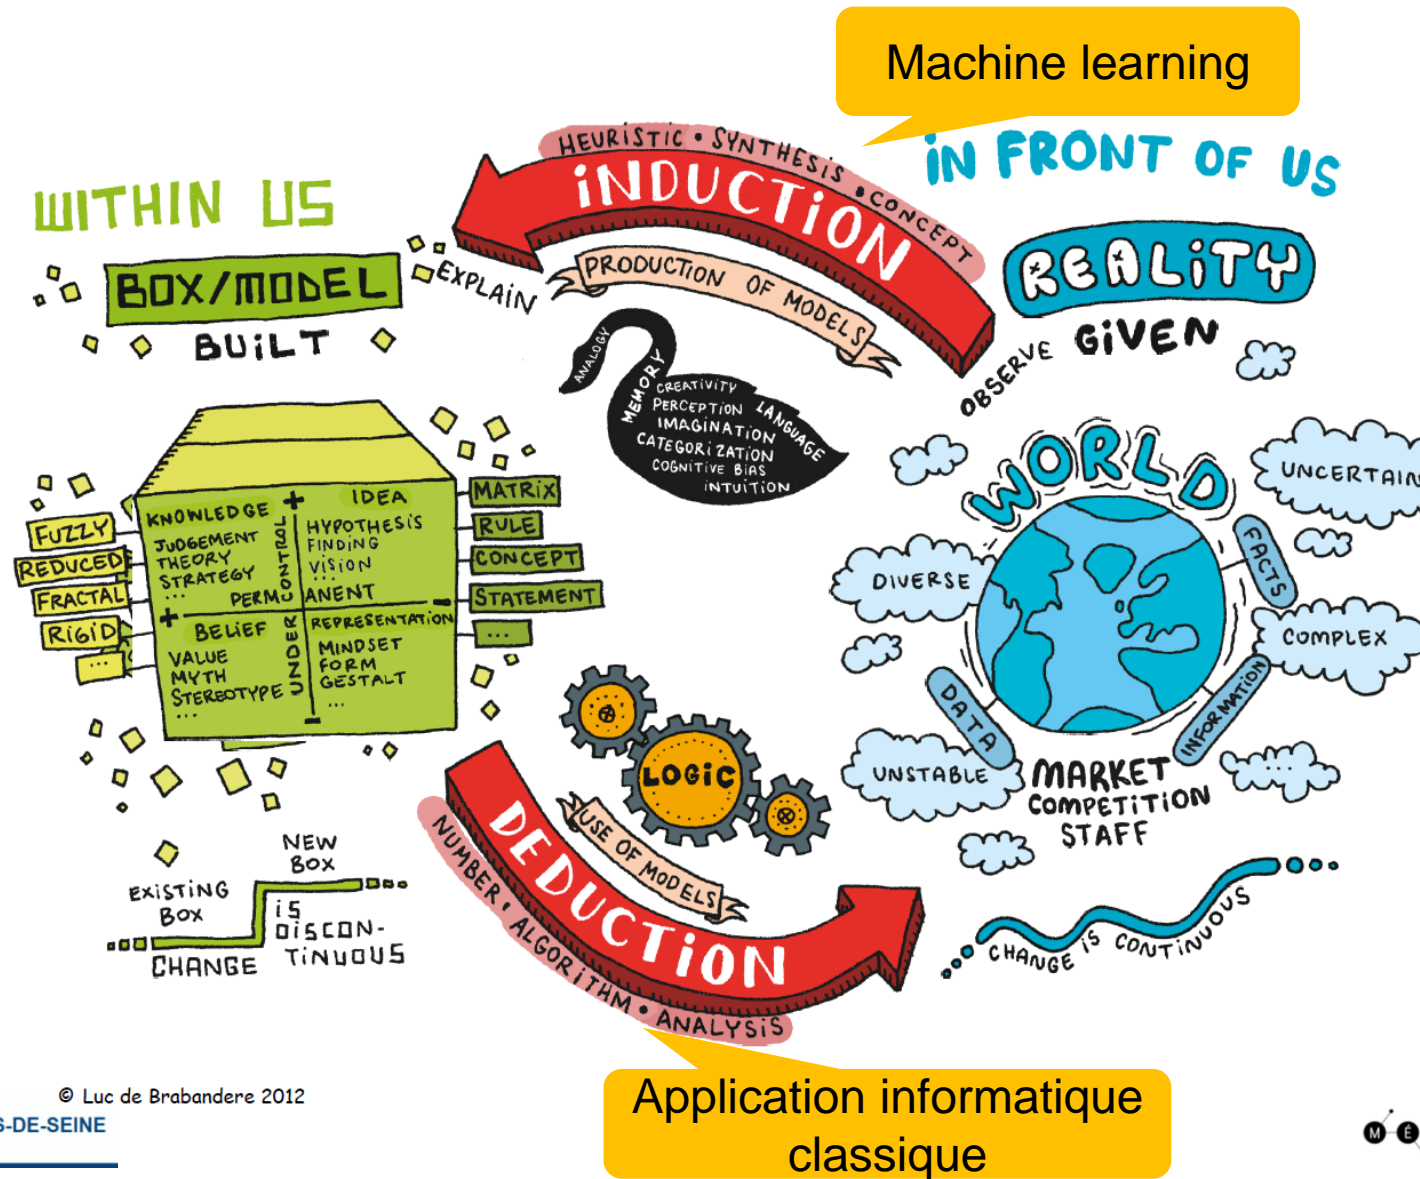 Machine learning
HEURISTIC • SYNTHESIS • CONCEPT
INDUCTION
PRODUCTION OF MODELS
IN FRONT OF US
WITHIN US
BOX/MODEL
BUILT
EXPLAIN
REALITY
GIVEN
OBSERVE
ANALOGY
MEMORY
CREATIVITY
PERCEPTION
LANGUAGE
IMAGINATION
CATEGORIZATION
COGNITIVE BIAS
INTUITION
FUZZY
REDUCED
FRACTAL
RIGID
...
KNOWLEDGE
JUDGEMENT
THEORY
STRATEGY
...
+
IDEA
HYPOTHESIS
FINDING
VISION
...
UNDER CONTROL
+ PERMANENT -
BELIEF
VALUE
MYTH
STEREOTYPE
...
REPRESENTATION
MINDSET
FORM
GESTALT
...
-
MATRIX
RULE
CONCEPT
STATEMENT
...
WORLD
UNCERTAIN
DIVERSE
FACTS
COMPLEX
DATA
INFORMATION
UNSTABLE
...
MARKET
COMPETITION
STAFF
LOGIC
USE OF MODELS
DEDUCTION
NUMBER • ALGORITHM • ANALYSIS
EXISTING
BOX
NEW
BOX
CHANGE
IS
DISCON-
TINUOUS
CHANGE IS CONTINUOUS
© Luc de Brabandere 2012
S-DE-SEINE
Application informatique
classique
M É